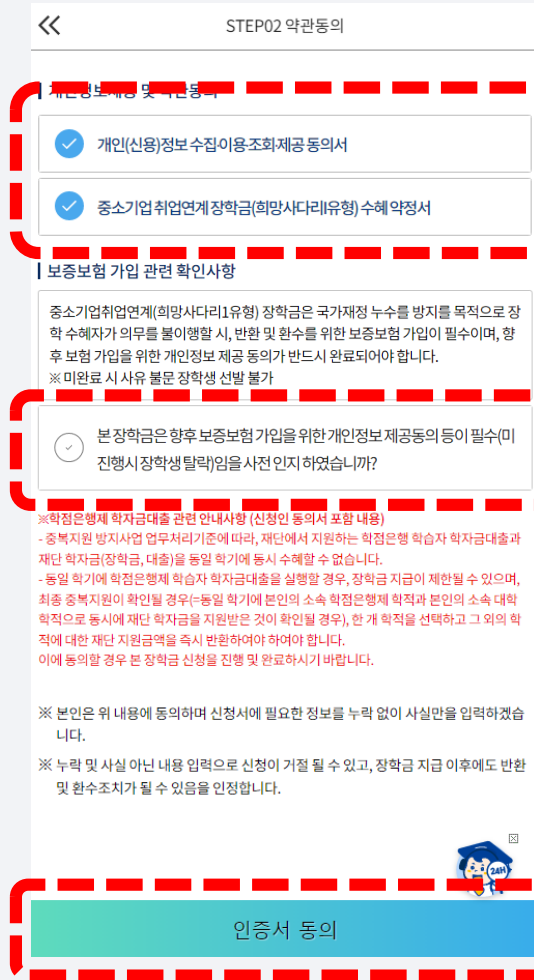 STEP02 약관동의
개인정보제공 및 약관동의
개인(신용)정보 수집·이용·조회·제공 동의서
중소기업 취업연계 장학금(희망사다리I유형) 수혜 약정서
보증보험 가입 관련 확인사항
중소기업취업연계(희망사다리1유형) 장학금은 국가재정 누수를 방지를 목적으로 장
학 수혜자가 의무를 불이행할 시, 반환 및 환수를 위한 보증보험 가입이 필수이며, 향
후 보험 가입을 위한 개인정보 제공 동의가 반드시 완료되어야 합니다.
※ 미완료 시 사유 불문 장학생 선발 불가
본 장학금은 향후 보증보험 가입을 위한 개인정보 제공동의 등이 필수(미
진행시 장학생 탈락)임을 사전 인지 하였습니까?
※학점은행제 학자금대출 관련 안내사항 (신청인 동의서 포함 내용)
- 중복지원 방지사업 업무처리기준에 따라, 재단에서 지원하는 학점은행 학습자 학자금대출과
재단 학자금(장학금, 대출)을 동일 학기에 동시 수혜할 수 없습니다.
- 동일 학기에 학점은행제 학습자 학자금대출을 실행할 경우, 장학금 지급이 제한될 수 있으며,
최종 중복지원이 확인될 경우(=동일 학기에 본인의 소속 학점은행제 학적과 본인의 소속 대학
학적으로 동시에 재단 학자금을 지원받은 것이 확인될 경우), 한 개 학적을 선택하고 그 외의 학
적에 대한 재단 지원금액을 즉시 반환하여야 하여야 합니다.
이에 동의할 경우 본 장학금 신청을 진행 및 완료하시기 바랍니다.
※ 본인은 위 내용에 동의하며 신청서에 필요한 정보를 누락 없이 사실만을 입력하겠습
니다.
※ 누락 및 사실 아닌 내용 입력으로 신청이 거절 될 수 있고, 장학금 지급 이후에도 반환
및 환수조치가 될 수 있음을 인정합니다.
24H
인증서 동의